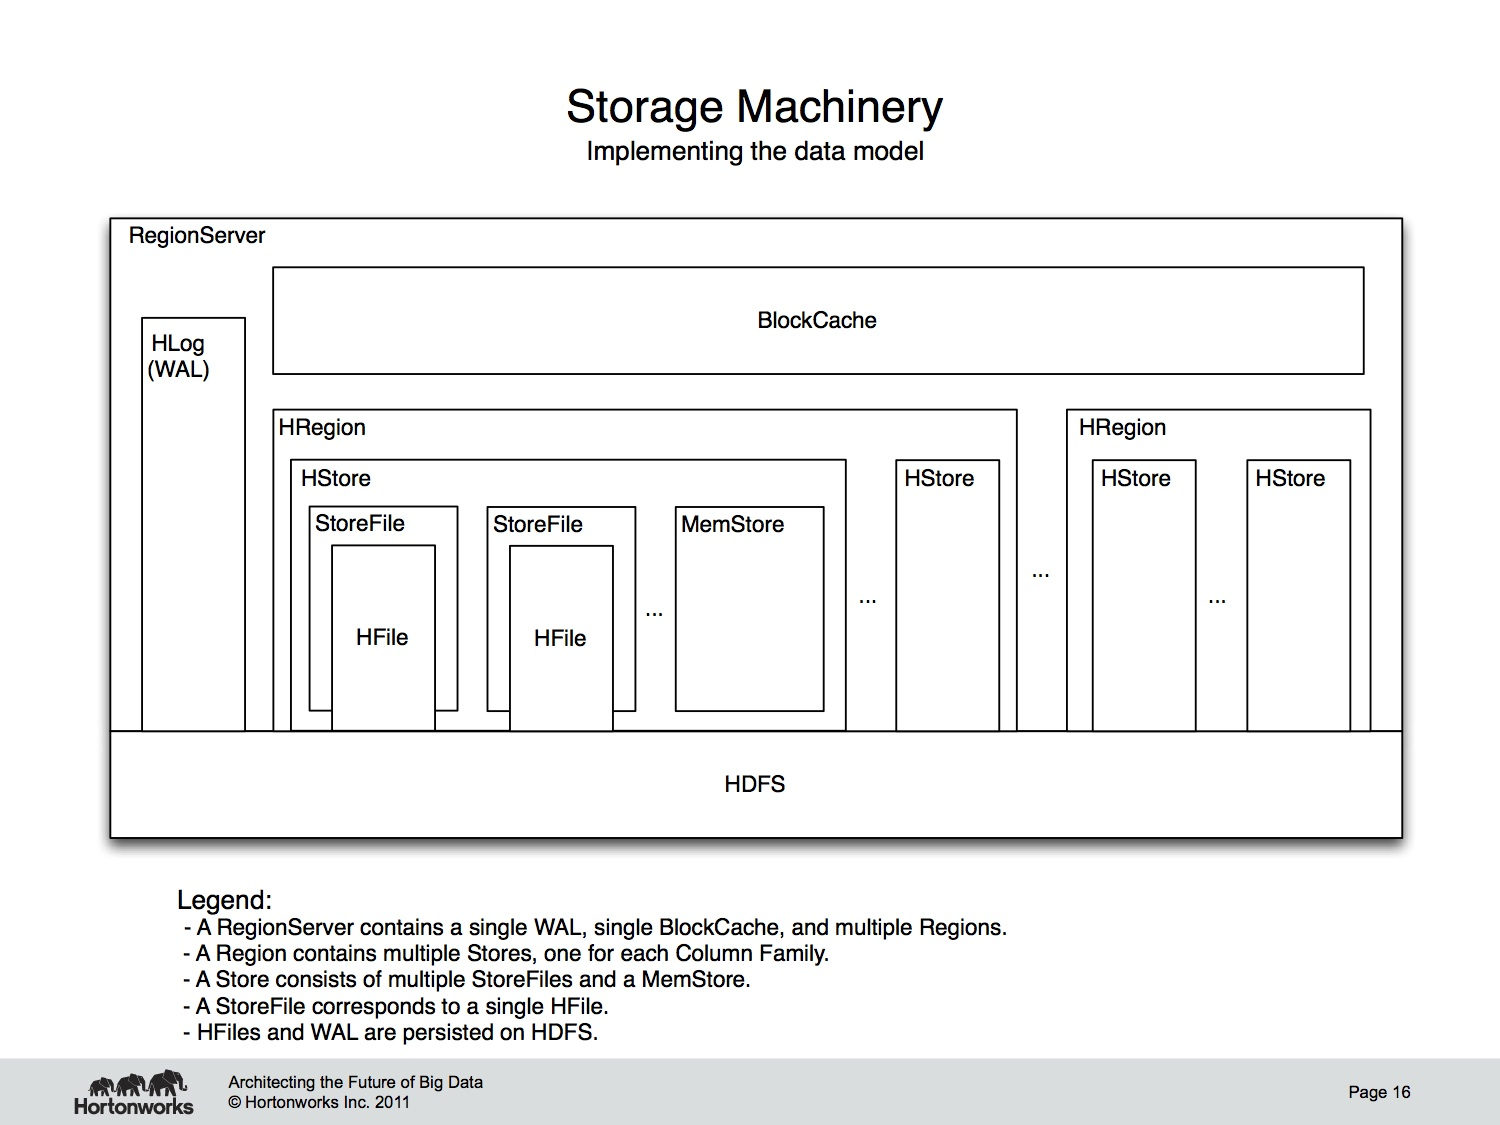 Storage Machinery
Implementing the data model
RegionServer
BlockCache
HLog
(WAL)
HRegion
HRegion
HStore
HStore
HStore
HStore
StoreFile
StoreFile
MemStore
...
...
...
...
HFile
HFile
HDFS
Legend:
- A RegionServer contains a single WAL, single BlockCache, and multiple Regions.
- A Region contains multiple Stores, one for each Column Family.
- A Store consists of multiple StoreFiles and a MemStore.
- A StoreFile corresponds to a single HFile.
- HFiles and WAL are persisted on HDFS.
Hortonworks
Architecting the Future of Big Data
© Hortonworks Inc. 2011
Page 16